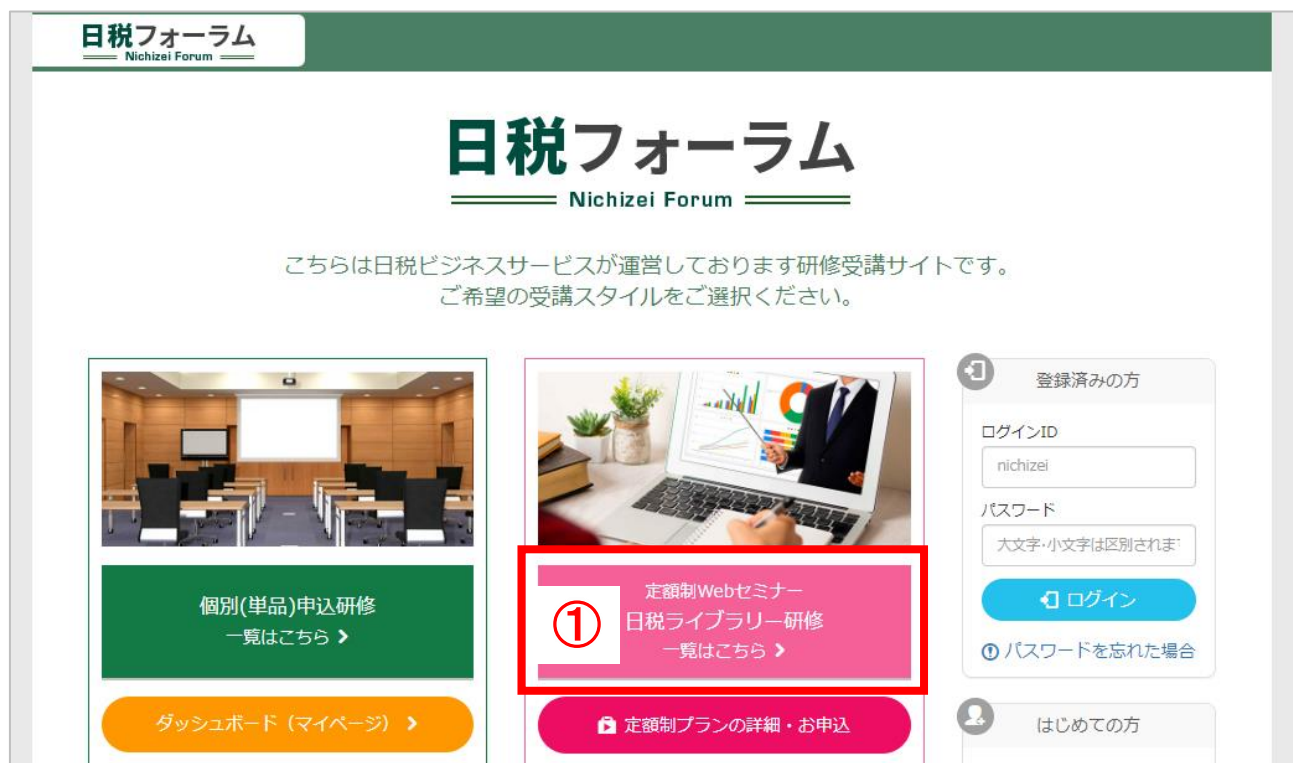 日税フォーラム
Nichizei Forum
日税フォーラム
Nichizei Forum
こちらは日税ビジネスサービスが運営しております研修受講サイトです。
ご希望の受講スタイルをご選択ください。
個別(単品)申込研修
一覧はこちら
ダッシュボード（マイページ）
①
定額制Webセミナー
日税ライブラリー研修
一覧はこちら
定額制プランの詳細・お申込
登録済みの方
ログインID
nichizei
パスワード
大文字・小文字は区別されま
ログイン
パスワードを忘れた場合
はじめての方